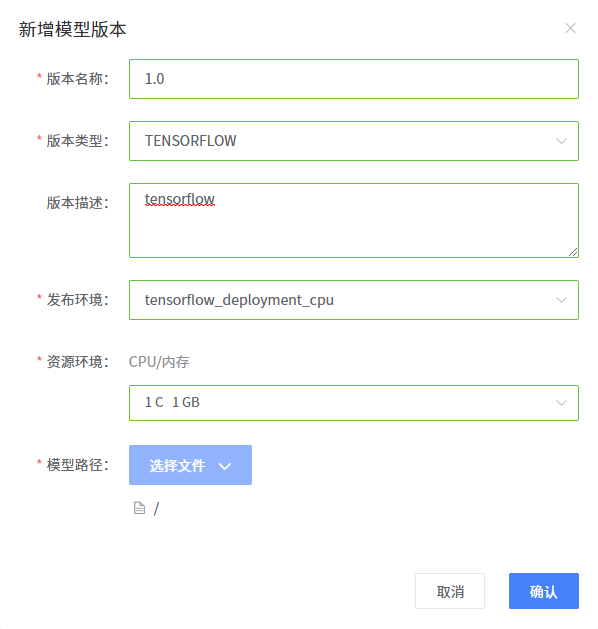 新增模型版本
* 版本名称： 1.0
* 版本类型： TENSORFLOW
版本描述： tensorflow
* 发布环境： tensorflow_deployment_cpu
* 资源环境： CPU/内存
1 C 1 GB
* 模型路径： 选择文件
/
取消 确认